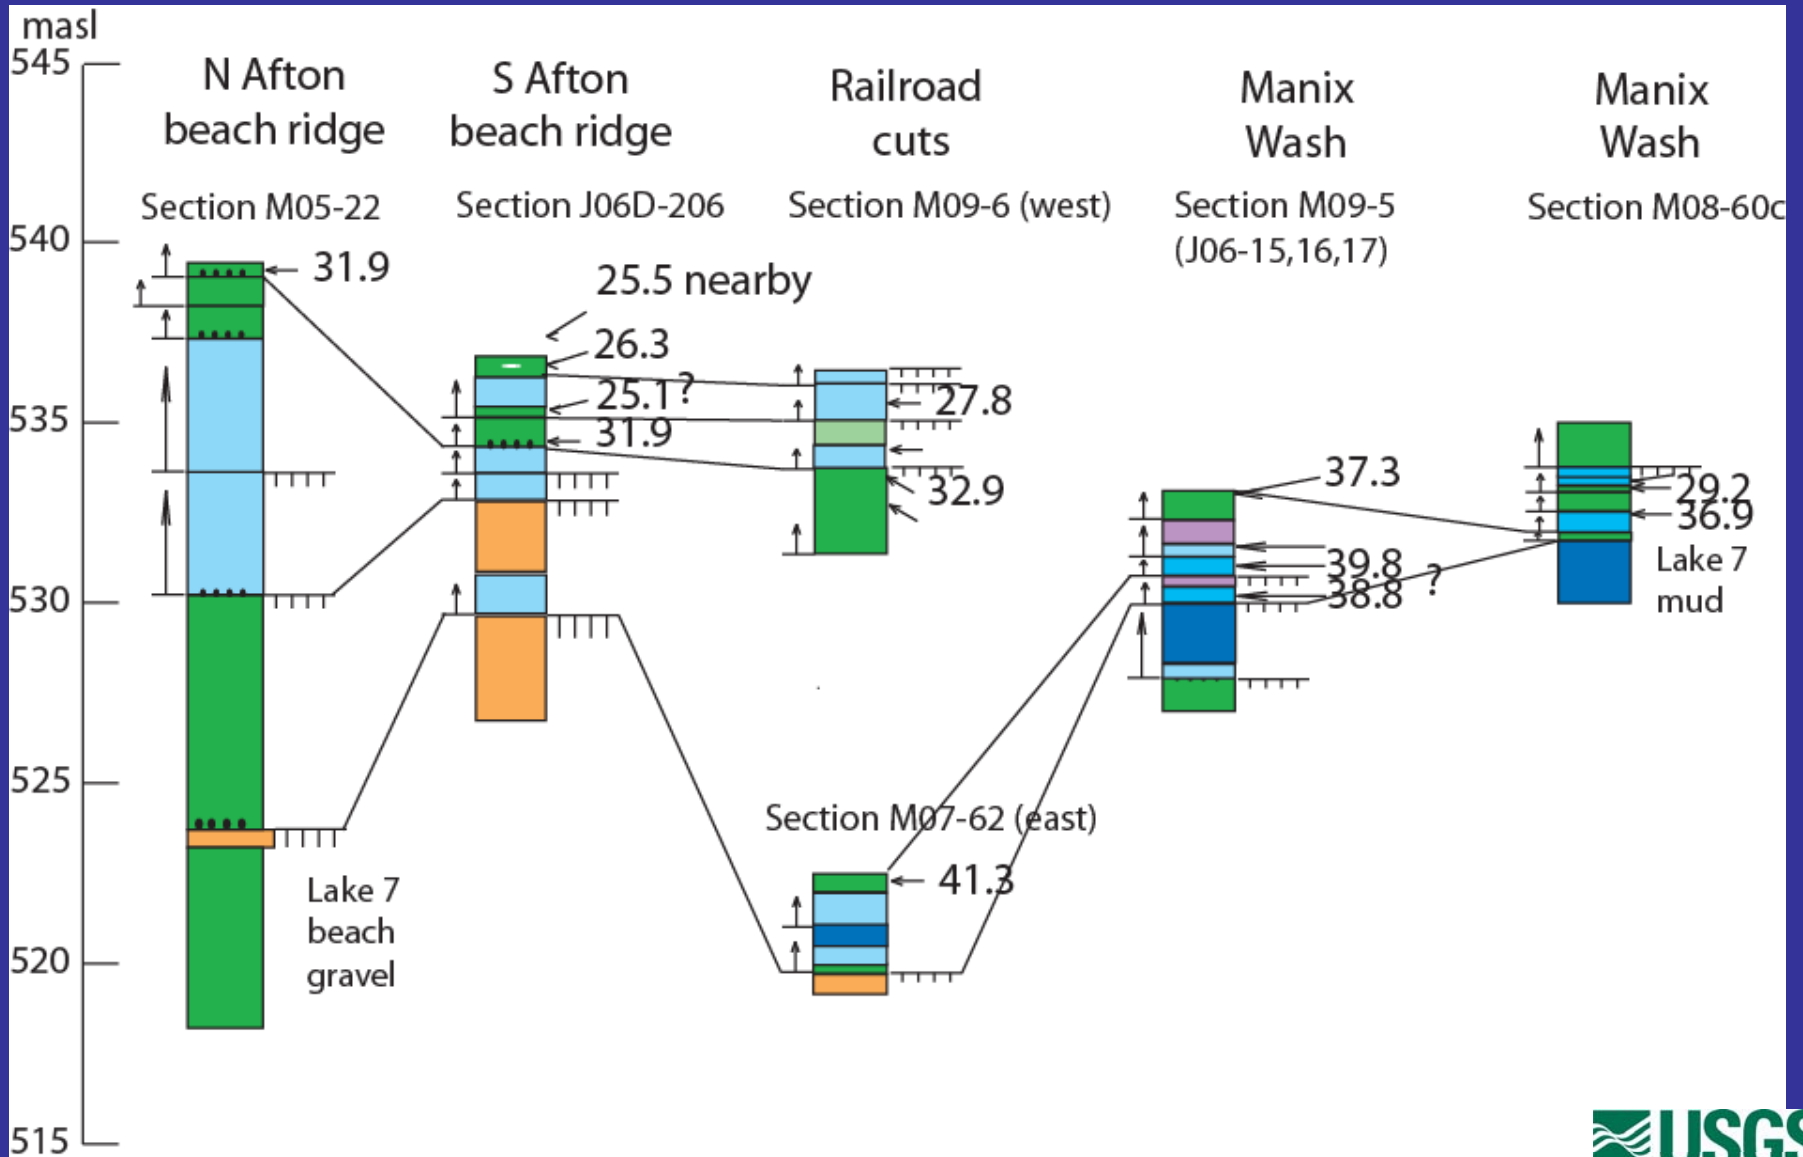 masl
545
540
535
530
525
520
515
N Afton
beach ridge
Section M05-22
31.9
Lake 7
beach
gravel
S Afton
beach ridge
Section J06D-206
25.5 nearby
26.3
25.1?
31.9
Railroad
cuts
Section M09-6 (west)
27.8
32.9
Section M07-62 (east)
41.3
Manix
Wash
Section M09-5
(J06-15,16,17)
37.3
39.8
38.8 ?
Manix
Wash
Section M08-60c
29.2
36.9
Lake 7
mud
USGS